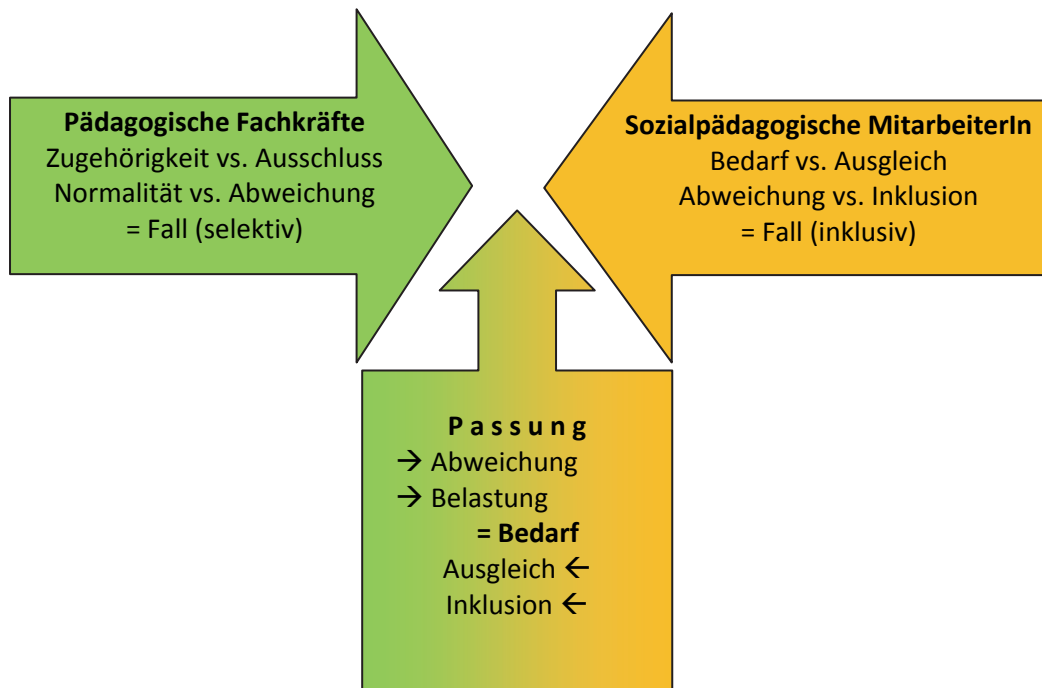 Pädagogische Fachkräfte
Zugehörigkeit vs. Ausschluss
Normalität vs. Abweichung
= Fall (selektiv)
Sozialpädagogische MitarbeiterIn
Bedarf vs. Ausgleich
Abweichung vs. Inklusion
= Fall (inklusiv)
P a s s u n g
→ Abweichung
→ Belastung
= Bedarf
Ausgleich ←
Inklusion ←